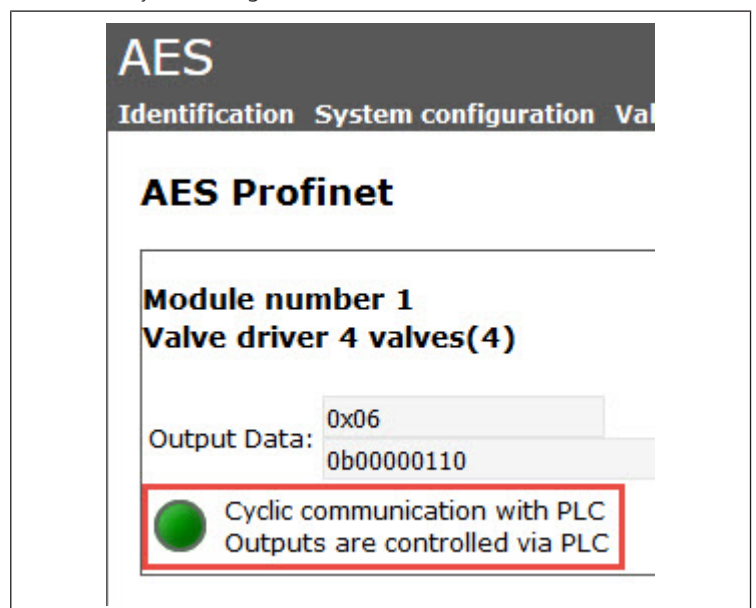 AES
Identification System configuration
AES Profinet
Module number 1
Valve driver 4 valves(4)
Output Data:
0x06
0b00000110
Cyclic communication with PLC
Outputs are controlled via PLC